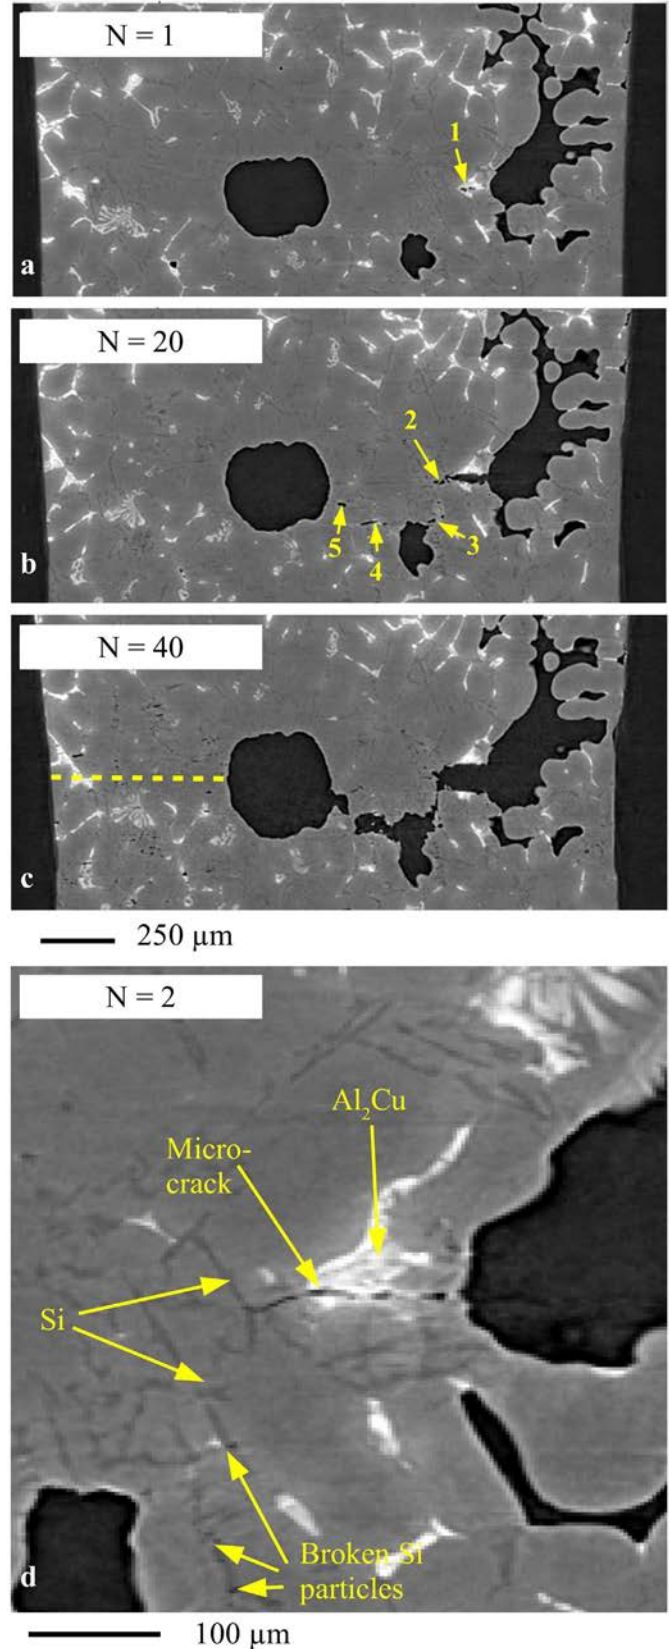 N = 1
1
a
N = 20
2
3
4
5
b
N = 40
c
250 µm
N = 2
Al₂Cu
Micro-
crack
Si
Broken Si
particles
d
100 µm